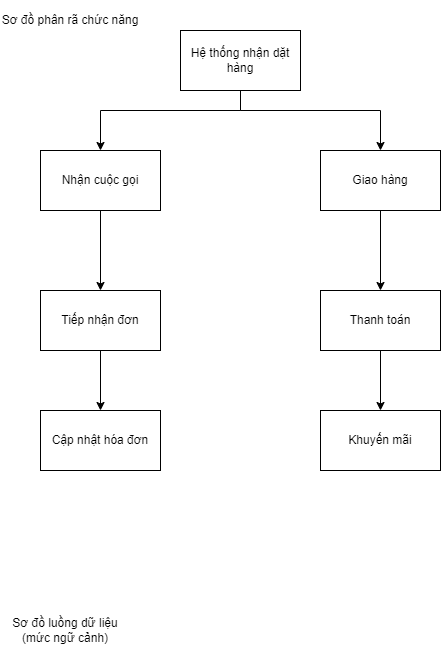 Sơ đồ phân rã chức năng
Hệ thống nhận dặt
hàng
Nhận cuộc gọi
Giao hàng
Tiếp nhận đơn
Thanh toán
Cập nhật hóa đơn
Khuyến mãi
Sơ đồ luồng dữ liệu
(mức ngữ cảnh)